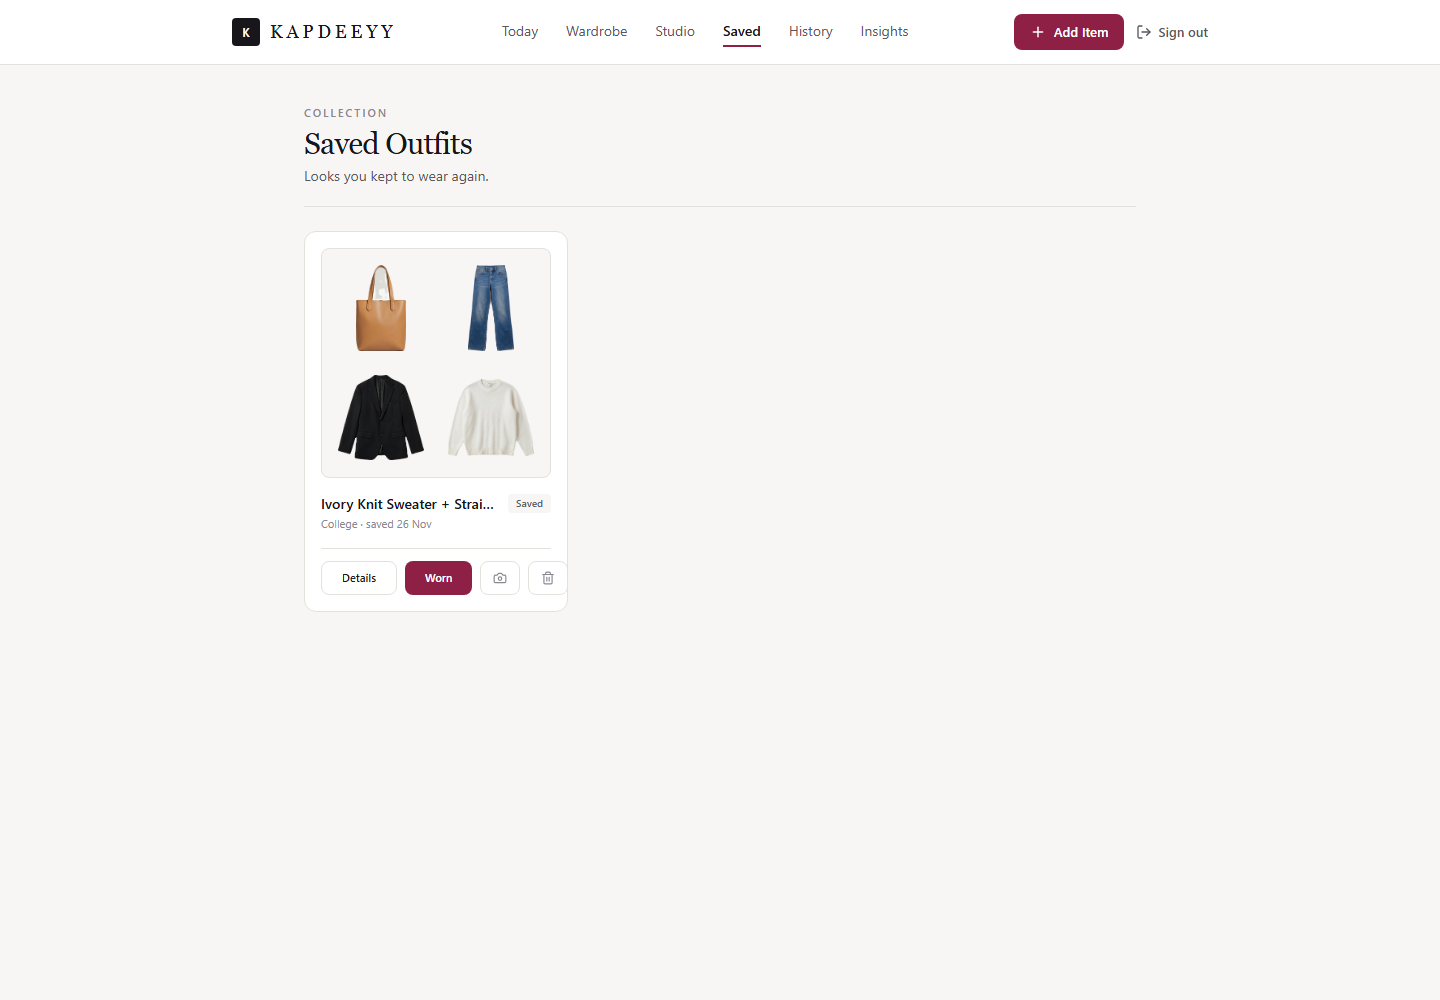 K KAPDEEYY Today Wardrobe Studio Saved History Insights Add Item Sign out
COLLECTION
Saved Outfits
Looks you kept to wear again.
Ivory Knit Sweater + Strai... Saved
College · saved 26 Nov
Details Worn